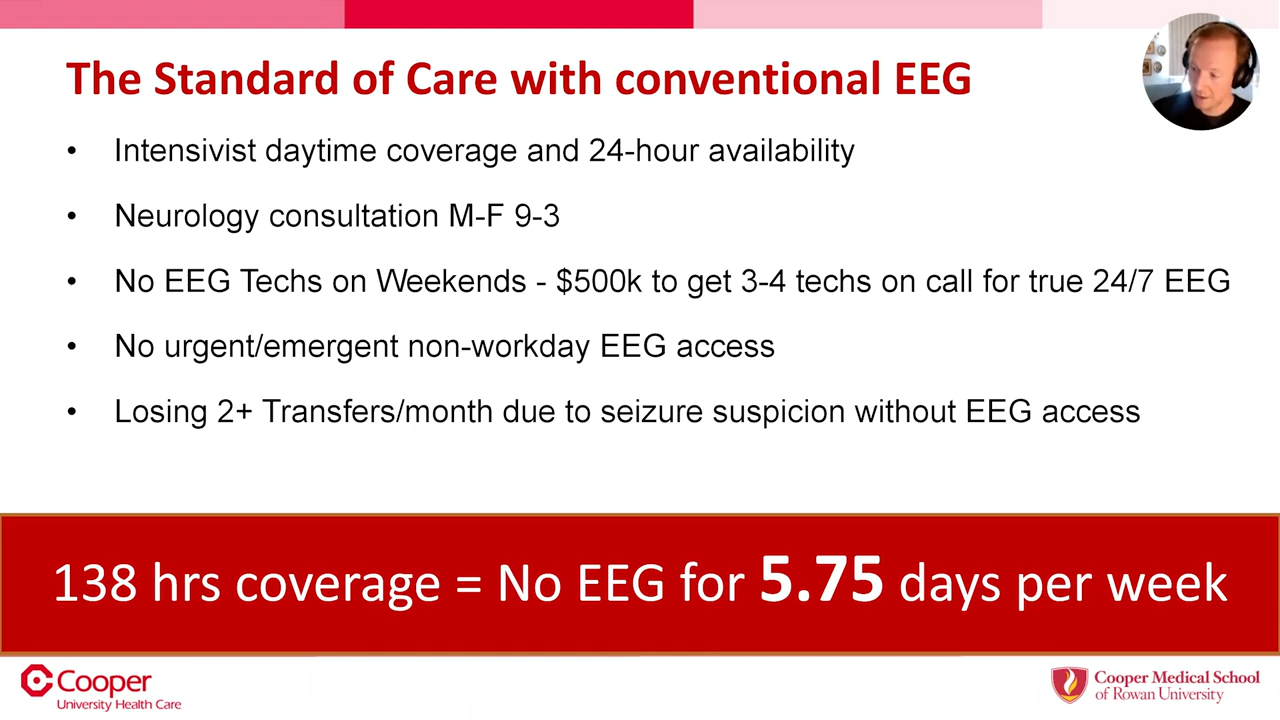 The Standard of Care with conventional EEG
• Intensivist daytime coverage and 24-hour availability
• Neurology consultation M-F 9-3
• No EEG Techs on Weekends - $500k to get 3-4 techs on call for true 24/7 EEG
• No urgent/emergent non-workday EEG access
• Losing 2+ Transfers/month due to seizure suspicion without EEG access
138 hrs coverage = No EEG for 5.75 days per week
Cooper
University Health Care
Cooper Medical School
of Rowan University